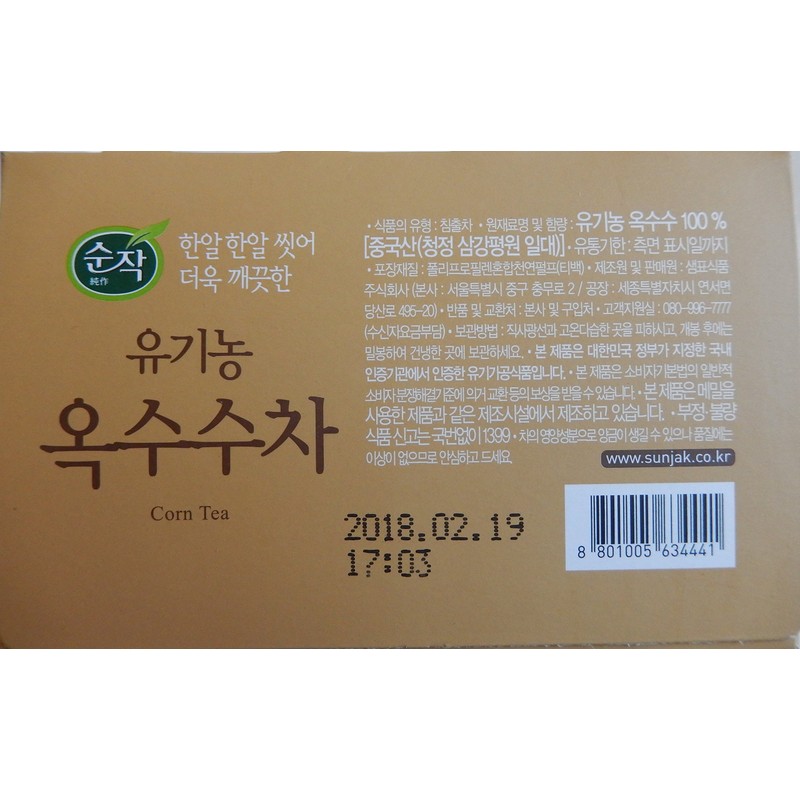 순작
純作
한알 한알 씻어
더욱 깨끗한
유기농
옥수수차
Corn Tea
• 식품의 유형 : 침출차 • 원재료명 및 함량 : 유기농 옥수수 100 %
[중국산(청정 삼강평원 일대)] • 유통기한 : 측면 표시일까지
• 포장재질 : 폴리프로필렌혼합천연펄프(티백) • 제조원 및 판매원 : 샘표식품
주식회사 (본사 : 서울특별시 중구 충무로 2 / 공장 : 세종특별자치시 연서면
당산로 495-20) • 반품 및 교환처 : 본사 및 구입처 • 고객지원실 : 080-996-7777
(수신자요금부담) • 보관방법 : 직사광선과 고온다습한 곳을 피하시고, 개봉 후에는
밀봉하여 건냉한 곳에 보관하세요. • 본 제품은 대한민국 정부가 지정한 국내
인증기관에서 인증한 유기가공식품입니다. • 본 제품은 소비자기본법의 일반적
소비자 분쟁해결기준에 의거 교환 등의 보상을 받을 수 있습니다. • 본 제품은 메밀을
사용한 제품과 같은 제조시설에서 제조하고 있습니다. • 부정·불량
식품 신고는 국번없이 1399 • 차의 영양성분으로 앙금이 생길 수 있으나 품질에는
이상이 없으므로 안심하고 드세요.
www.sunjak.co.kr
2018.02.19
17:03
8 801005 634441